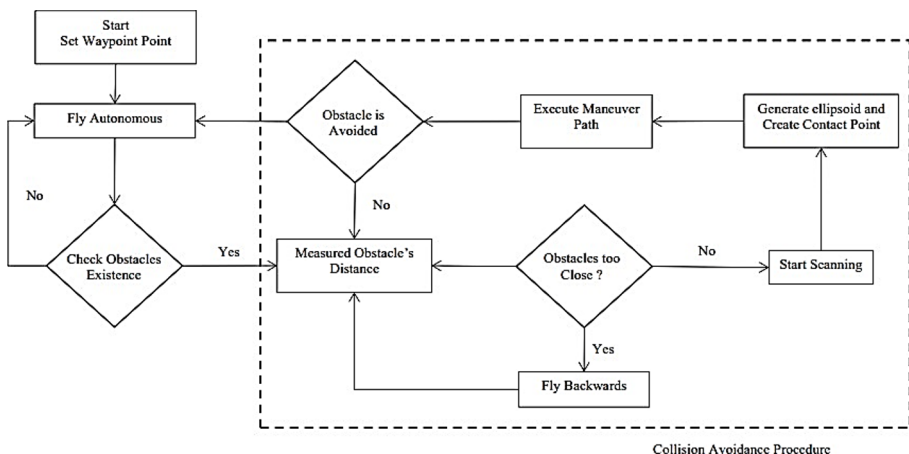 Start
Set Waypoint Point
Fly Autonomous
Obstacle is
Avoided
Execute Maneuver
Path
Generate ellipsoid and
Create Contact Point
No
No
Check Obstacles
Existence
Yes
Measured Obstacle's
Distance
Obstacles too
Close ?
No
Start Scanning
Yes
Fly Backwards
Collision Avoidance Procedure